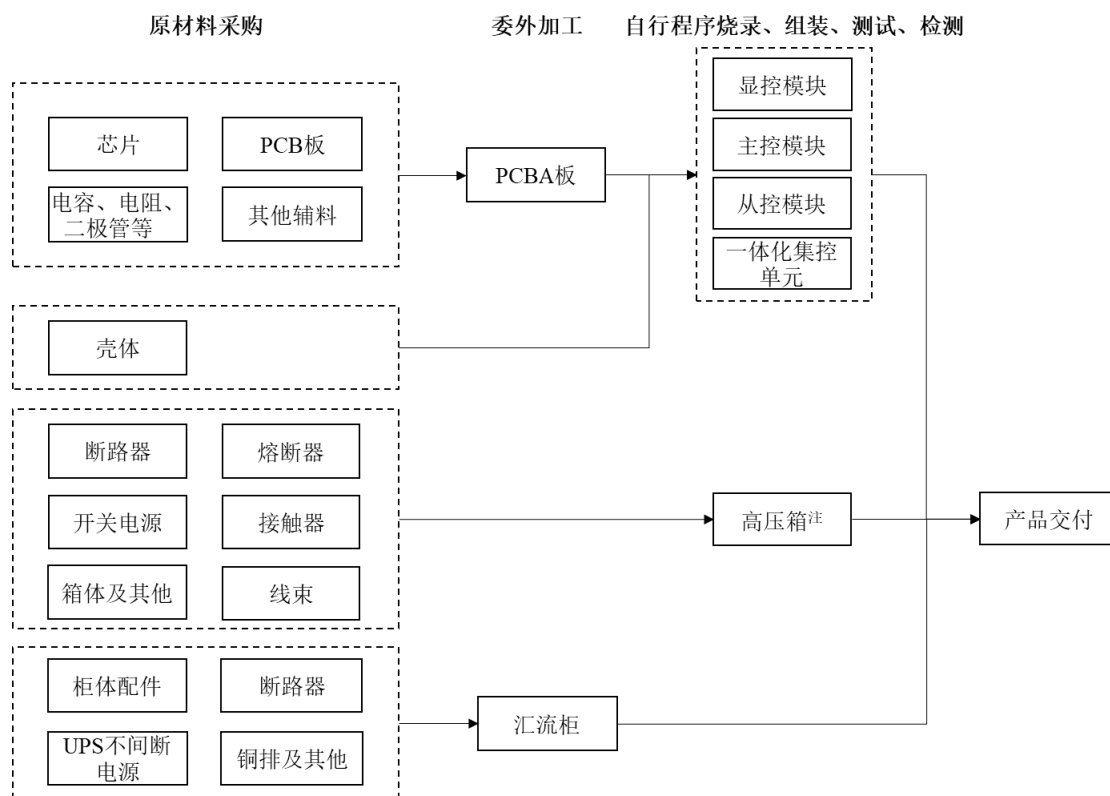 原材料采购
委外加工
自行程序烧录、组装、测试、检测
芯片
PCB板
电容、电阻、
二极管等
其他辅料
PCBA板
显控模块
主控模块
从控模块
一体化集控
单元
壳体
断路器
熔断器
开关电源
接触器
箱体及其他
线束
高压箱注
产品交付
柜体配件
断路器
UPS不间断
电源
铜排及其他
汇流柜